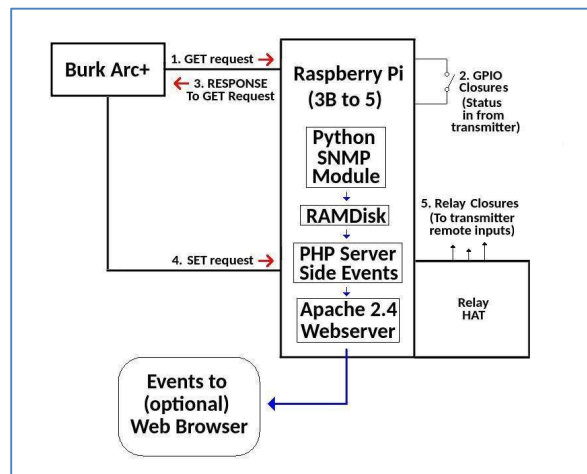 Burk Arc+
1. GET request
3. RESPONSE
To GET Request
Raspberry Pi
(3B to 5)
2. GPIO
Closures
(Status
in from
transmitter)
Python
SNMP
Module
RAMDisk
PHP Server
Side Events
Apache 2.4
Webserver
4. SET request
5. Relay Closures
(To transmitter
remote inputs)
Relay
HAT
Events to
(optional)
Web Browser